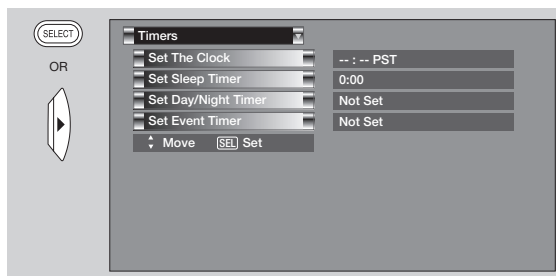 SELECT
OR
Timers
Set The Clock -- : -- PST
Set Sleep Timer 0:00
Set Day/Night Timer Not Set
Set Event Timer Not Set
Move SEL Set